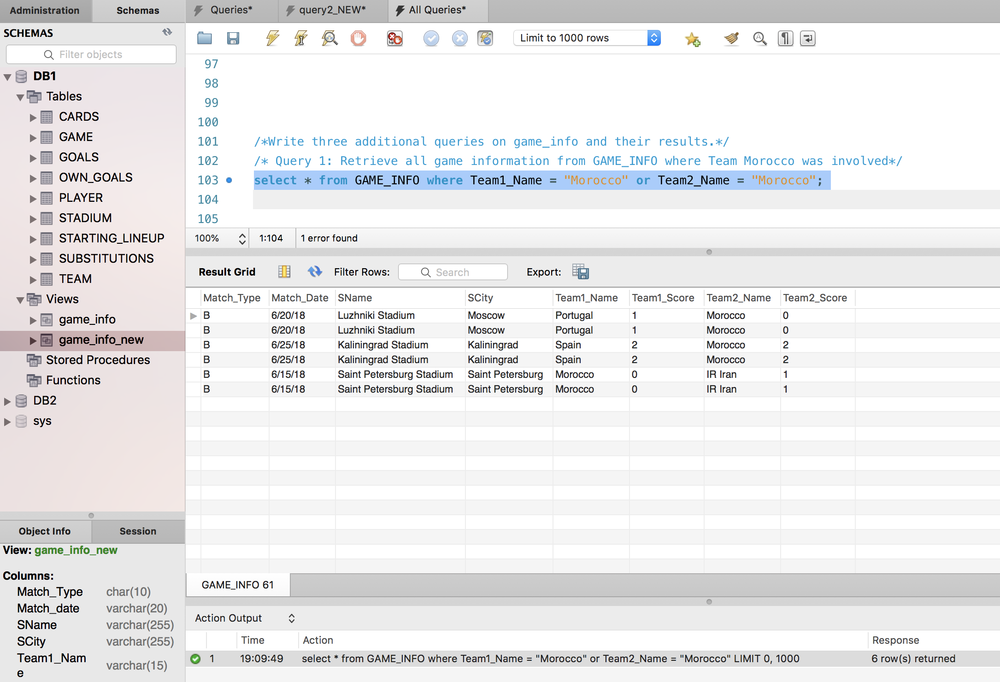 Administration Schemas
SCHEMAS
Filter objects
DB1
Tables
CARDS
GAME
GOALS
OWN_GOALS
PLAYER
STADIUM
STARTING_LINEUP
SUBSTITUTIONS
TEAM
Views
game_info
game_info_new
Stored Procedures
Functions
DB2
sys
Object Info Session
View: game_info_new
Columns:
Match_Type char(10)
Match_date varchar(20)
SName varchar(255)
SCity varchar(255)
Team1_Nam
e varchar(15)
Queries* query2_NEW* All Queries*
Limit to 1000 rows
97
98
99
100
101 /*Write three additional queries on game_info and their results.*/
102 /* Query 1: Retrieve all game information from GAME_INFO where Team Morocco was involved*/
103 select * from GAME_INFO where Team1_Name = "Morocco" or Team2_Name = "Morocco";
104
105
100% 1:104 1 error found
Result Grid Filter Rows: Search Export:
Match_Type Match_Date SName SCity Team1_Name Team1_Score Team2_Name Team2_Score
B 6/20/18 Luzhniki Stadium Moscow Portugal 1 Morocco 0
B 6/20/18 Luzhniki Stadium Moscow Portugal 1 Morocco 0
B 6/25/18 Kaliningrad Stadium Kaliningrad Spain 2 Morocco 2
B 6/25/18 Kaliningrad Stadium Kaliningrad Spain 2 Morocco 2
B 6/15/18 Saint Petersburg Stadium Saint Petersburg Morocco 0 IR Iran 1
B 6/15/18 Saint Petersburg Stadium Saint Petersburg Morocco 0 IR Iran 1
GAME_INFO 61
Action Output
Time Action Response
1 19:09:49 select * from GAME_INFO where Team1_Name = "Morocco" or Team2_Name = "Morocco" LIMIT 0, 1000 6 row(s) returned